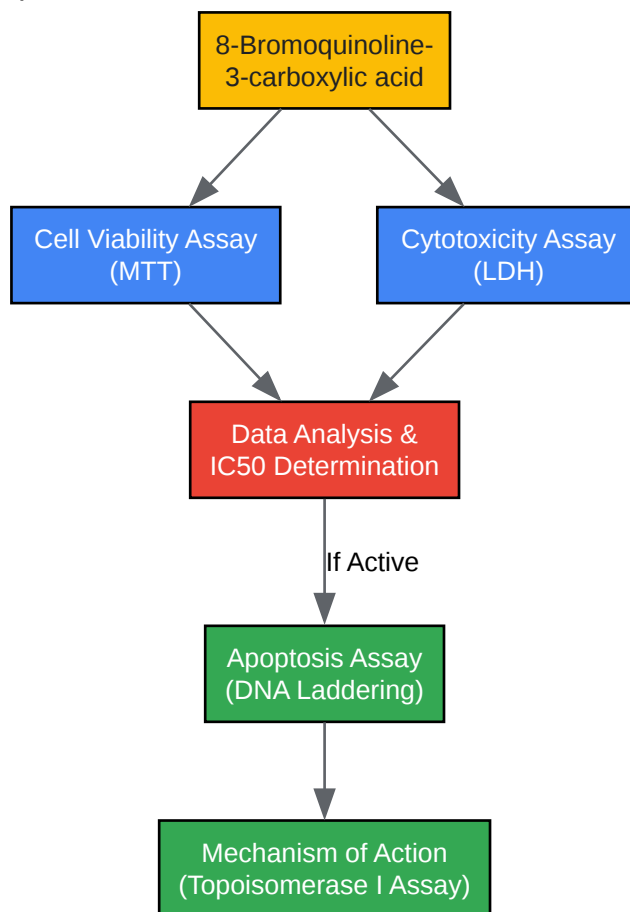 8-Bromoquinoline-
3-carboxylic acid
Cell Viability Assay
(MTT)
Cytotoxicity Assay
(LDH)
Data Analysis &
IC50 Determination
If Active
Apoptosis Assay
(DNA Laddering)
Mechanism of Action
(Topoisomerase I Assay)